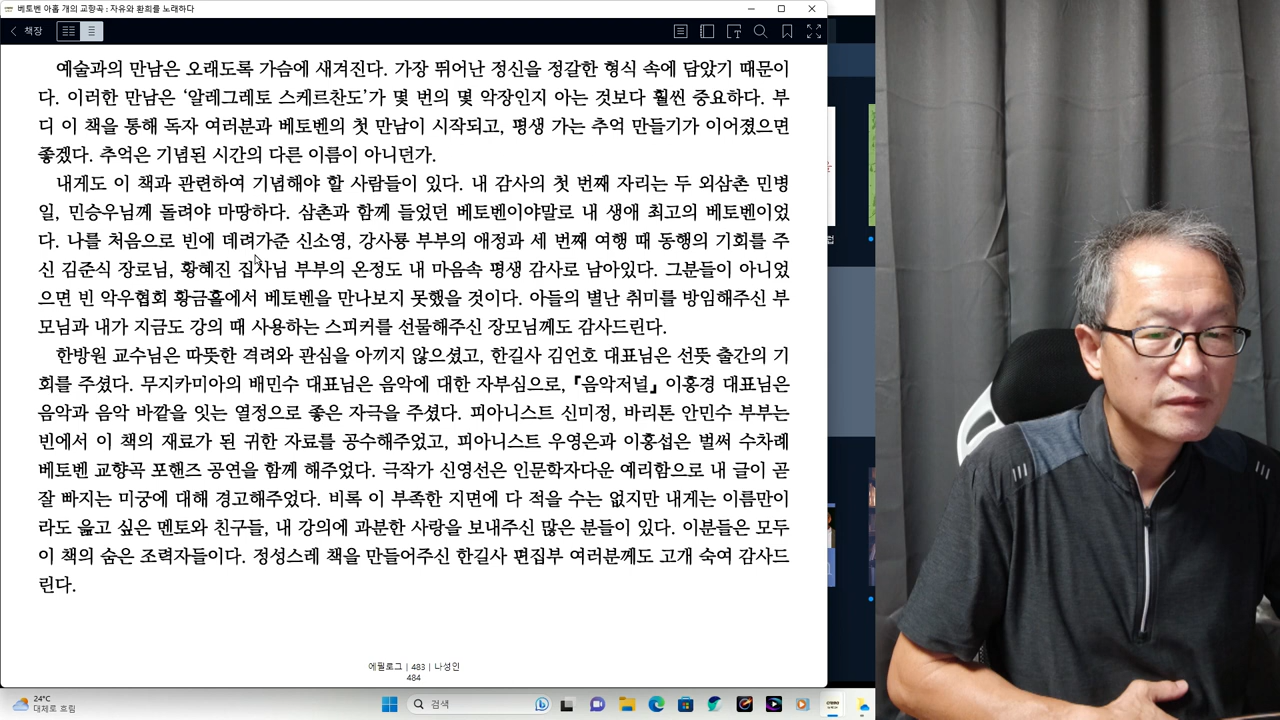 베토벤 아홉 개의 교향곡 : 자유와 환희를 노래하다
책장
예술과의 만남은 오래도록 가슴에 새겨진다. 가장 뛰어난 정신을 정갈한 형식 속에 담았기 때문이
다. 이러한 만남은 ‘알레그레토 스케르찬도’가 몇 번의 몇 악장인지 아는 것보다 훨씬 중요하다. 부
디 이 책을 통해 독자 여러분과 베토벤의 첫 만남이 시작되고, 평생 가는 추억 만들기가 이어졌으면
좋겠다. 추억은 기념된 시간의 다른 이름이 아니던가.
내게도 이 책과 관련하여 기념해야 할 사람들이 있다. 내 감사의 첫 번째 자리는 두 외삼촌 민병
일, 민승우님께 돌려야 마땅하다. 삼촌과 함께 들었던 베토벤이야말로 내 생애 최고의 베토벤이었
다. 나를 처음으로 빈에 데려가준 신소영, 강사룡 부부의 애정과 세 번째 여행 때 동행의 기회를 주
신 김준식 장로님, 황혜진 집사님 부부의 온정도 내 마음속 평생 감사로 남아있다. 그분들이 아니었
으면 빈 악우협회 황금홀에서 베토벤을 만나보지 못했을 것이다. 아들의 별난 취미를 방임해주신 부
모님과 내가 지금도 강의 때 사용하는 스피커를 선물해주신 장모님께도 감사드린다.
한방원 교수님은 따뜻한 격려와 관심을 아끼지 않으셨고, 한길사 김언호 대표님은 선뜻 출간의 기
회를 주셨다. 무지카미아의 배민수 대표님은 음악에 대한 자부심으로, 『음악저널』 이홍경 대표님은
음악과 음악 바깥을 잇는 열정으로 좋은 자극을 주셨다. 피아니스트 신미정, 바리톤 안민수 부부는
빈에서 이 책의 재료가 된 귀한 자료를 공수해주었고, 피아니스트 우영은과 이홍섭은 벌써 수차례
베토벤 교향곡 포핸즈 공연을 함께 해주었다. 극작가 신영선은 인문학자다운 예리함으로 내 글이 곧
잘 빠지는 미궁에 대해 경고해주었다. 비록 이 부족한 지면에 다 적을 수는 없지만 내게는 이름만이
라도 읊고 싶은 멘토와 친구들, 내 강의에 과분한 사랑을 보내주신 많은 분들이 있다. 이분들은 모두
이 책의 숨은 조력자들이다. 정성스레 책을 만들어주신 한길사 편집부 여러분께도 고개 숙여 감사드
린다.
에필로그 | 483 | 나성인
484
24°C
대체로 흐림
검색